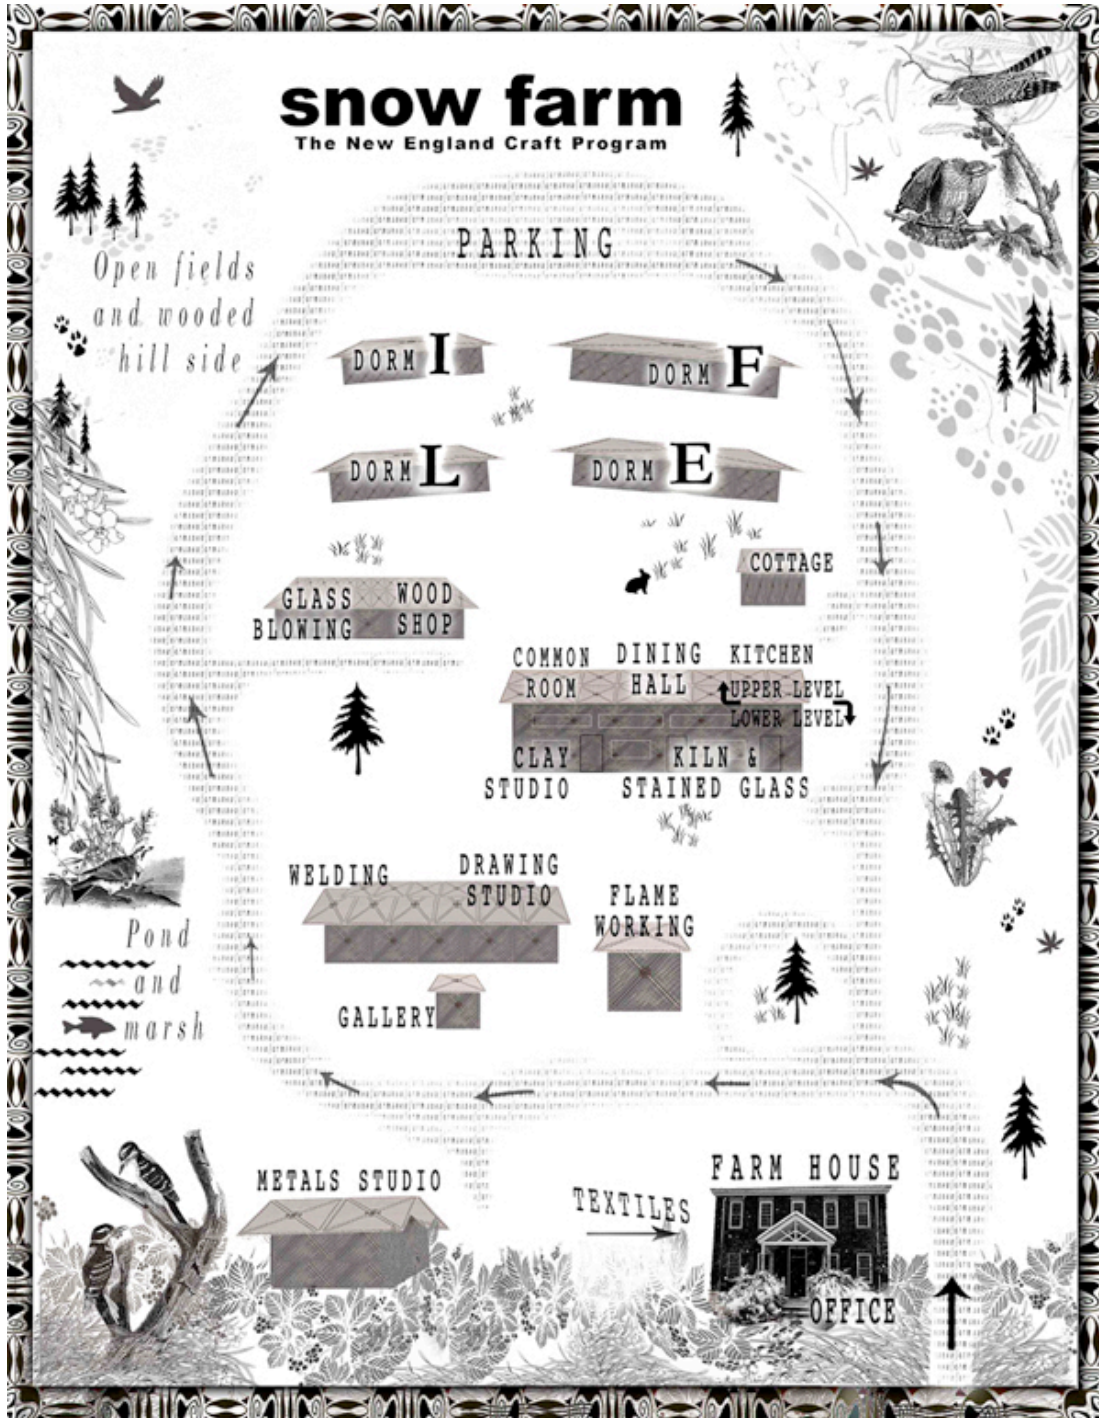 snow farm
The New England Craft Program
PARKING
Open fields
and wooded
hill side
DORM I
DORM F
DORM L
DORM E
COTTAGE
GLASS
BLOWING
WOOD
SHOP
COMMON
ROOM
DINING
HALL
KITCHEN
UPPER LEVEL
LOWER LEVEL
CLAY
STUDIO
KILN &
STAINED GLASS
WELDING
DRAWING
STUDIO
FLAME
WORKING
GALLERY
Pond
and
marsh
METALS STUDIO
TEXTILES
FARM HOUSE
OFFICE